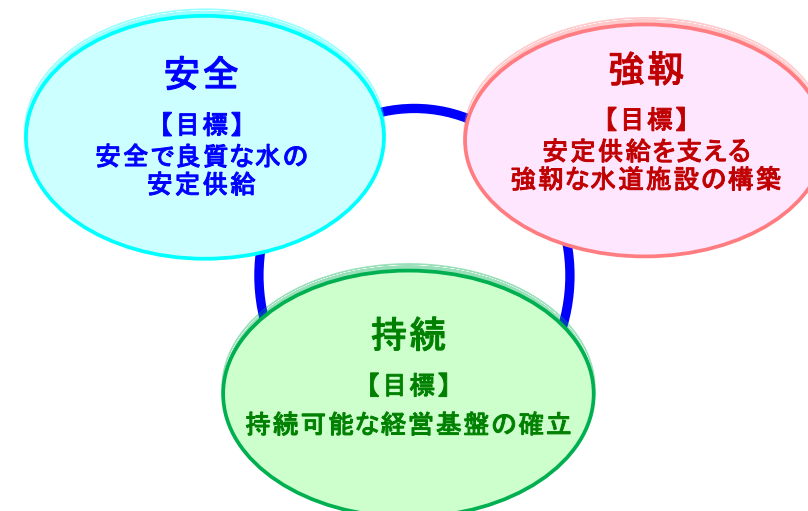 安全
【目標】
安全で良質な水の
安定供給
強靱
【目標】
安定供給を支える
強靱な水道施設の構築
持続
【目標】
持続可能な経営基盤の確立